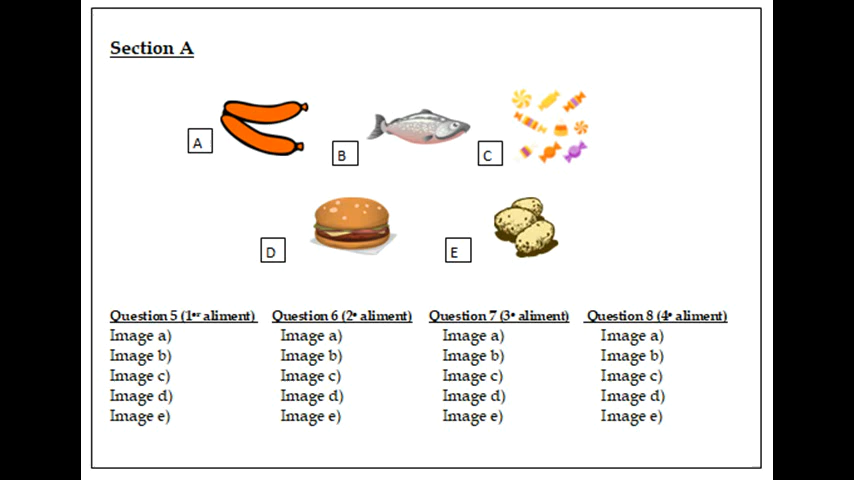 Section A
A
B
C
D
E
Question 5 (1er aliment) Question 6 (2e aliment) Question 7 (3e aliment) Question 8 (4e aliment)
Image a) Image a) Image a) Image a)
Image b) Image b) Image b) Image b)
Image c) Image c) Image c) Image c)
Image d) Image d) Image d) Image d)
Image e) Image e) Image e) Image e)